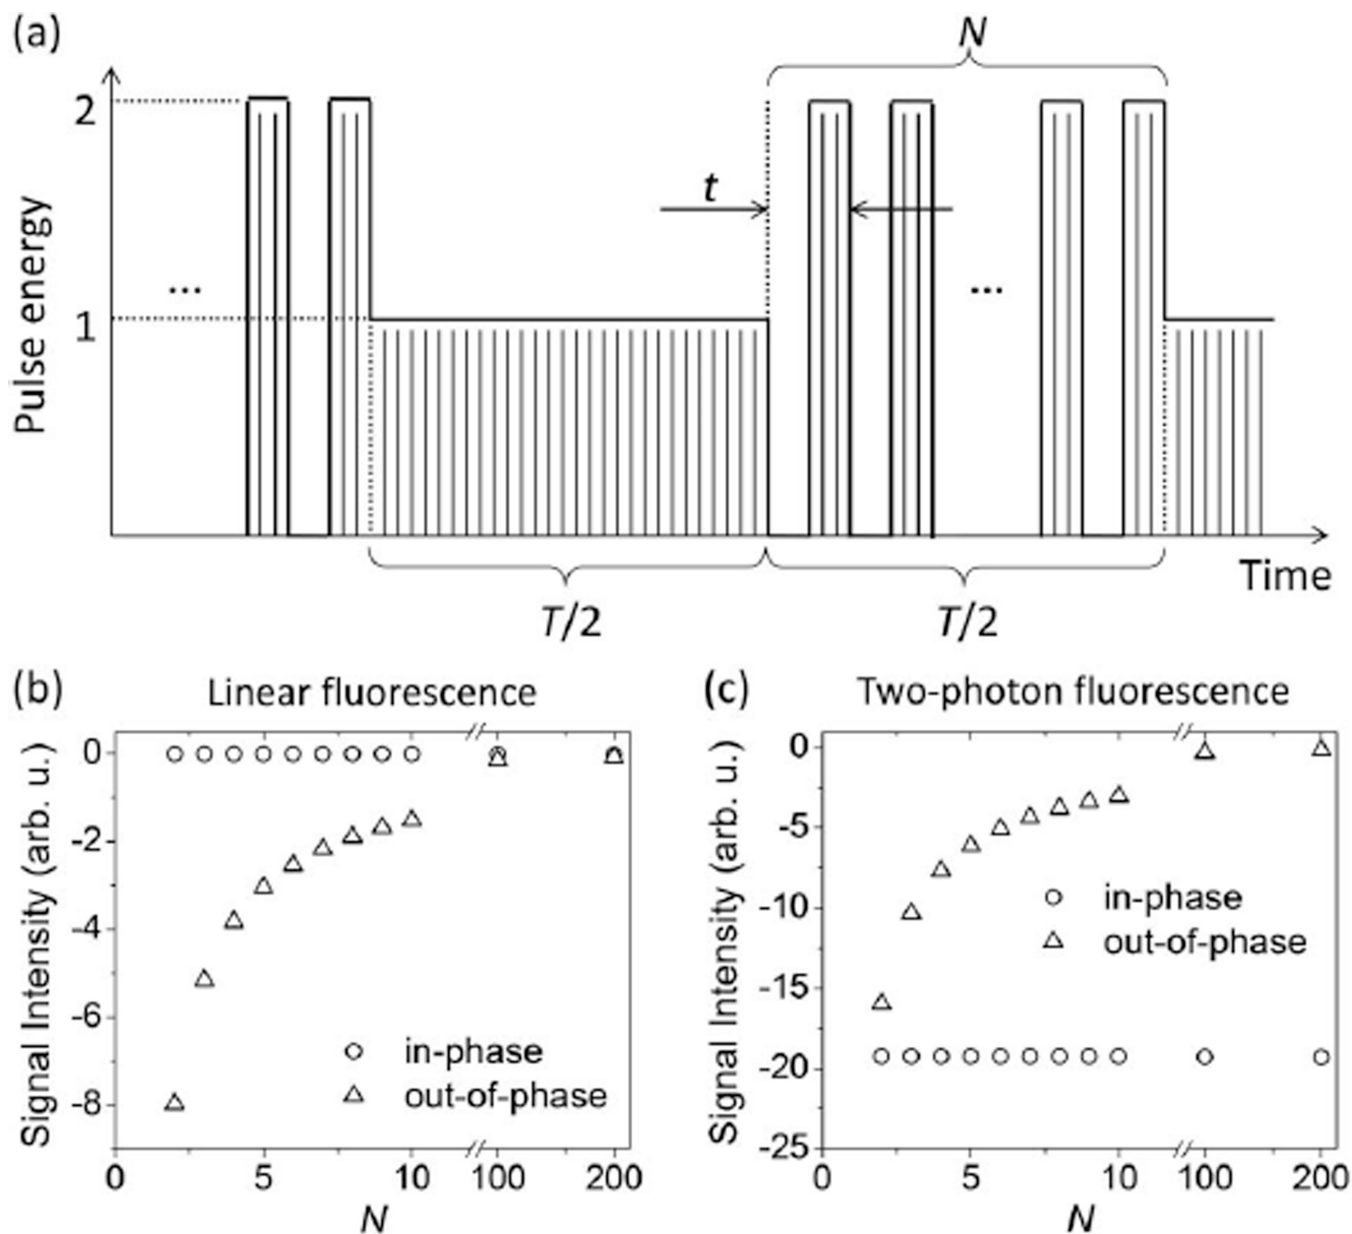 (a)
N
2
t
Pulse energy
...
...
1
Time
T/2
T/2
(b)
Linear fluorescence
Signal Intensity (arb. u.)
0
-2
-4
-6
-8
in-phase
out-of-phase
0 5 10 100 200
N
(c)
Two-photon fluorescence
Signal Intensity (arb. u.)
0
-5
-10
-15
-20
-25
in-phase
out-of-phase
0 5 10 100 200
N